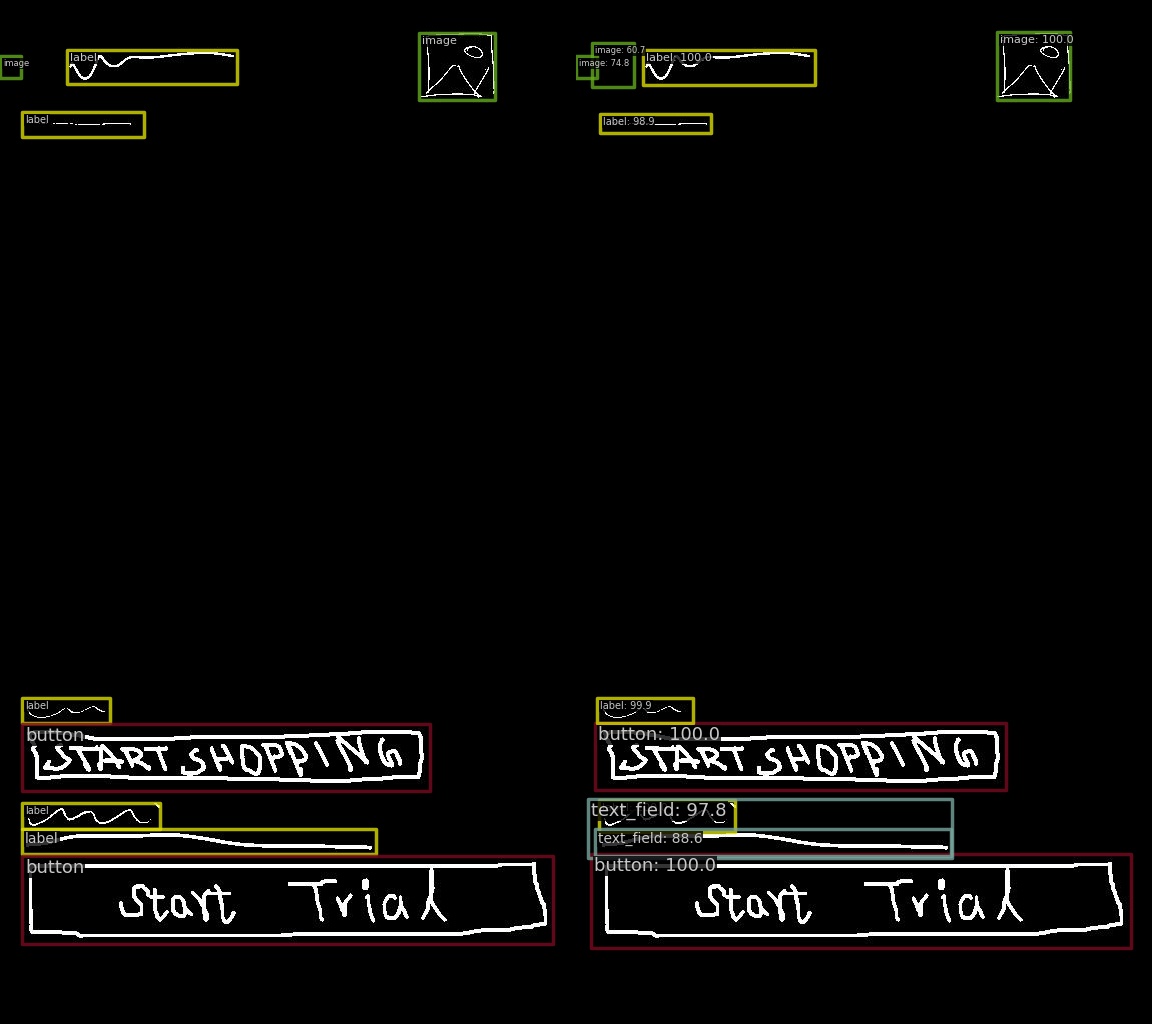 image
label
image
label
image: 60.7
image: 74.8
label: 100.0
image: 100.0
label: 98.9
label
button
START SHOPPING
label
label
button
Start Trial
label: 99.9
button: 100.0
START SHOPPING
text_field: 97.8
text_field: 88.6
button: 100.0
Start Trial